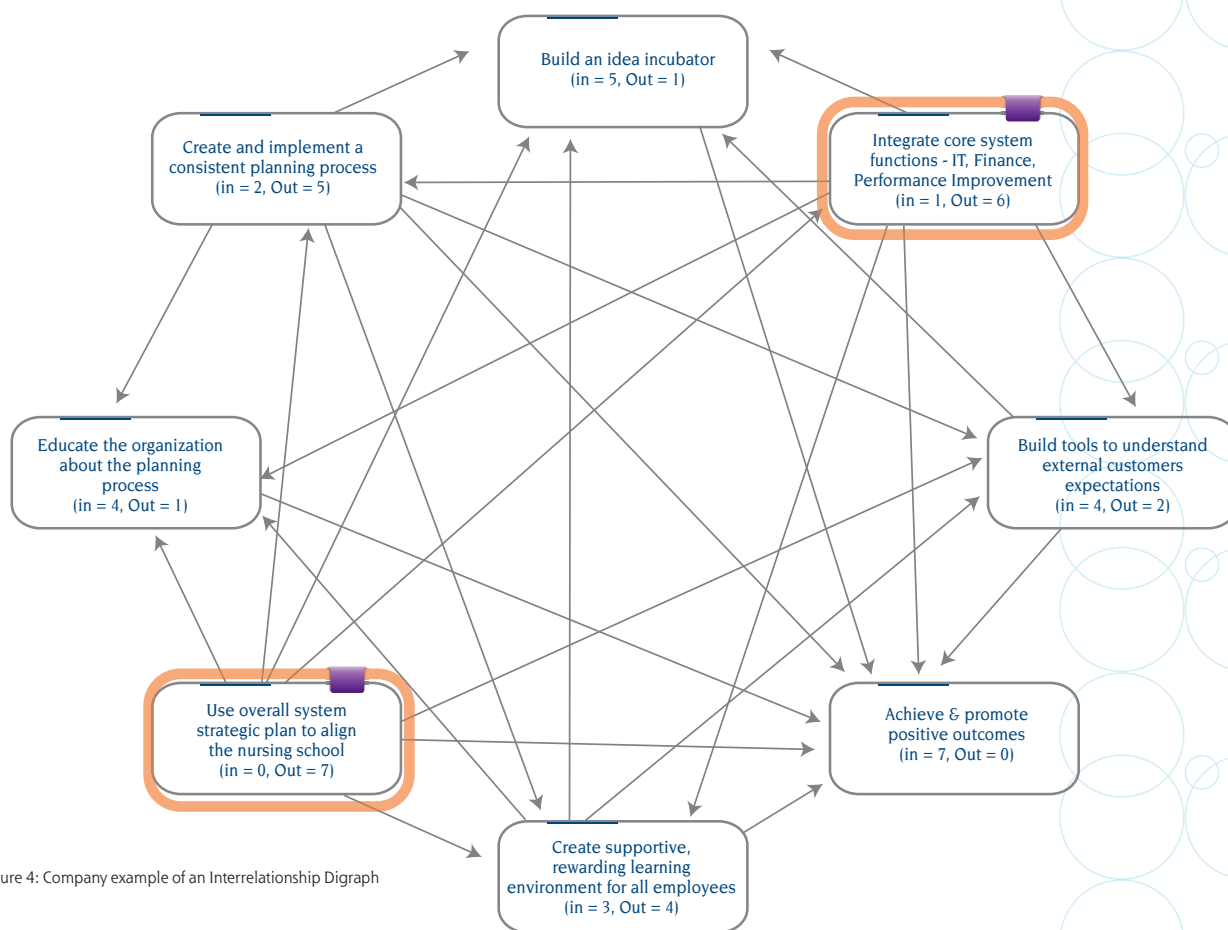 Build an idea incubator
(in = 5, Out = 1)
Create and implement a
consistent planning process
(in = 2, Out = 5)
Integrate core system
functions - IT, Finance,
Performance Improvement
(in = 1, Out = 6)
Educate the organization
about the planning
process
(in = 4, Out = 1)
Build tools to understand
external customers
expectations
(in = 4, Out = 2)
Use overall system
strategic plan to align
the nursing school
(in = 0, Out = 7)
Achieve & promote
positive outcomes
(in = 7, Out = 0)
Create supportive,
rewarding learning
environment for all employees
(in = 3, Out = 4)
ure 4: Company example of an Interrelationship Digraph